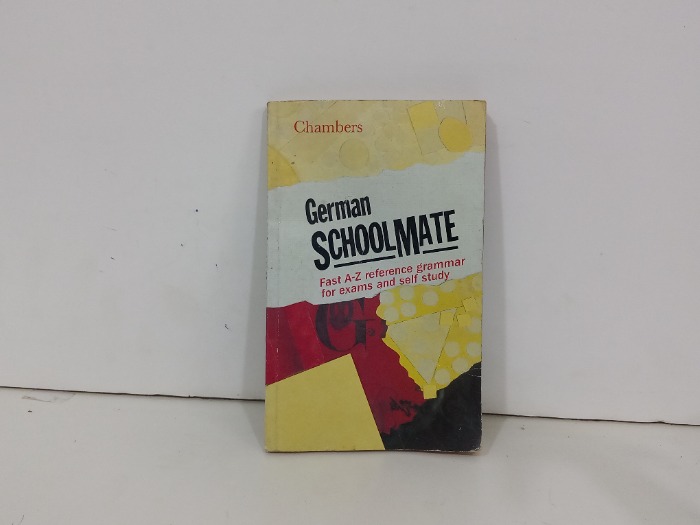 Chambers
German
SCHOOLMATE
Fast A-Z reference grammar
for exams and self study